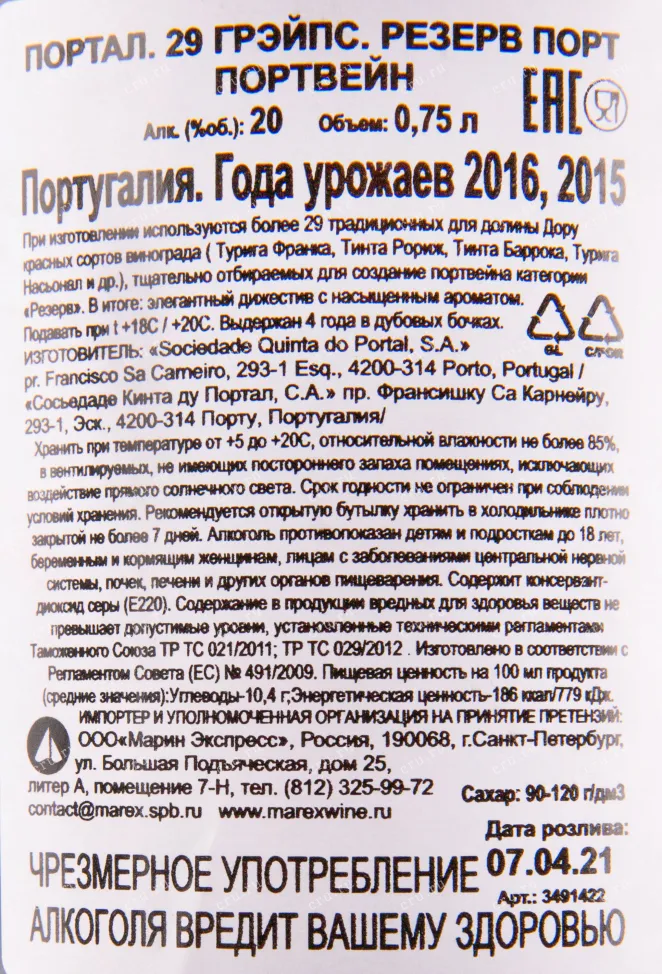 ПОРТАЛ. 29 ГРЭЙПС. РЕЗЕРВ ПОРТ
ПОРТВЕЙН
EAC
Алк. (%об.): 20 Объем: 0,75 л
Португалия. Года урожаев 2016, 2015
При изготовлении используются более 29 традиционных для долины Дору
красных сортов винограда ( Турига Франка, Тинта Рориж, Тинта Баррока, Турига
Насьонал и др.), тщательно отбираемых для создание портвейна категории
«Резерв». В итоге: элегантный дижестив с насыщенным ароматом.
Подавать при t +18C / +20C. Выдержан 4 года в дубовых бочках.
GL
ИЗГОТОВИТЕЛЬ: «Sociedade Quinta do Portal, S.A.»
pr. Francisco Sa Carneiro, 293-1 Esq., 4200-314 Porto, Portugal /
«Сосьедаде Кинта ду Портал, С.А.» пр. Франсишку Са Карнейру,
293-1, Эск., 4200-314 Порту, Португалия/
Хранить при температуре от +5 до +20С, относительной влажности не более 85%,
в вентилируемых, не имеющих постороннего запаха помещениях, исключающих
воздействие прямого солнечного света. Срок годности не ограничен при соблюдении
условий хранения. Рекомендуется открытую бутылку хранить в холодильнике плотно
закрытой не более 7 дней. Алкоголь противопоказан детям и подросткам до 18 лет,
беременным и кормящим женщинам, лицам с заболеваниями центральной нервной
системы, почек, печени и других органов пищеварения. Содержит консервант-
диоксид серы (Е220). Содержание в продукции вредных для здоровья веществ не
превышает допустимые уровни, установленные техническими регламентами
Таможенного Союза ТР ТС 021/2011; ТР ТС 029/2012 . Изготовлено в соответствии с
Регламентом Совета (ЕС) № 491/2009. Пищевая ценность на 100 мл продукта
(средние значения):Углеводы-10,4 г;Энергетическая ценность-186 ккал/779 кДж.
ИМПОРТЕР И УПОЛНОМОЧЕННАЯ ОРГАНИЗАЦИЯ НА ПРИНЯТИЕ ПРЕТЕНЗИЙ:
ООО«Марин Экспресс», Россия, 190068, г.Санкт-Петербург,
ул. Большая Подъяческая, дом 25,
литер А, помещение 7-Н, тел. (812) 325-99-72
contact@marex.spb.ru www.marexwine.ru
Сахар: 90-120 г/дм3
Дата розлива:
07.04.21
Арт.: 3491422
ЧРЕЗМЕРНОЕ УПОТРЕБЛЕНИЕ
АЛКОГОЛЯ ВРЕДИТ ВАШЕМУ ЗДОРОВЬЮ